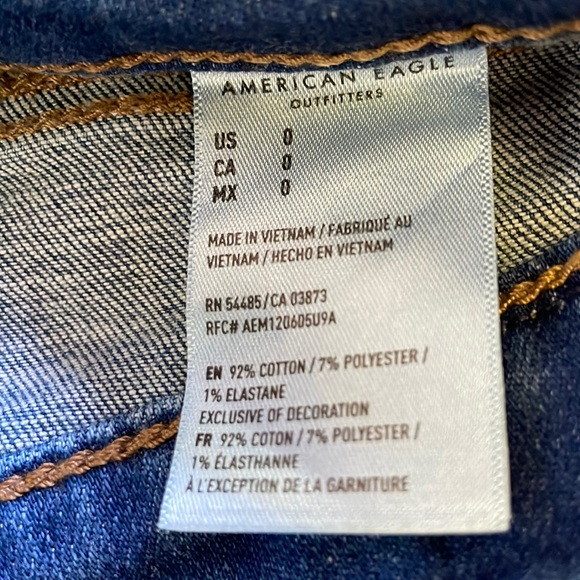 AMERICAN EAGLE
OUTFITTERS
US 0
CA 0
MX 0
MADE IN VIETNAM / FABRIQUÉ AU
VIETNAM / HECHO EN VIETNAM
RN 54485/CA 03873
RFC# AEM120605U9A
EN 92% COTTON / 7% POLYESTER /
1% ELASTANE
EXCLUSIVE OF DECORATION
FR 92% COTON / 7% POLYESTER /
1% ÉLASTHANNE
À L'EXCEPTION DE LA GARNITURE